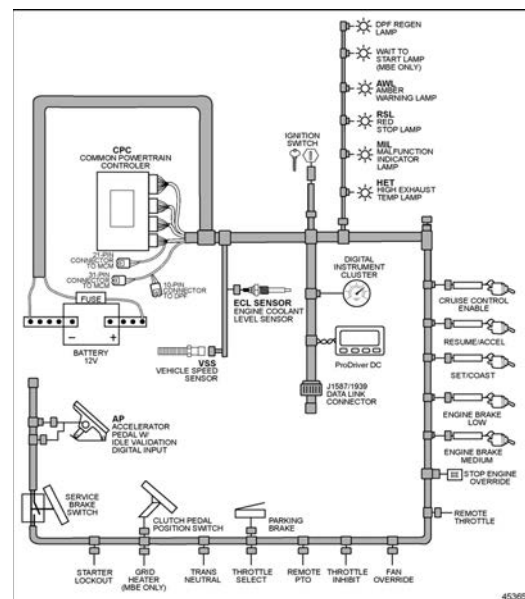 DPF REGEN
LAMP
WAIT TO
START LAMP
(MBE ONLY)
AWL
AMBER
WARNING LAMP
RSL
RED
STOP LAMP
MIL
MALFUNCTION
INDICATOR
LAMP
HET
HIGH EXHAUST
TEMP LAMP
IGNITION
SWITCH
CPC
COMMON POWERTRAIN
CONTROLER
21-PIN
CONNECTOR
TO MCM
31-PIN
CONNECTOR
TO MCM
10-PIN
CONNECTOR
TO DPF
FUSE
BATTERY
12V
ECL SENSOR
ENGINE COOLANT
LEVEL SENSOR
VSS
VEHICLE SPEED
SENSOR
DIGITAL
INSTRUMENT
CLUSTER
ProDriver DC
J1587/1939
DATA LINK
CONNECTOR
CRUISE CONTROL
ENABLE
RESUME/ACCEL
SET/COAST
ENGINE BRAKE
LOW
ENGINE BRAKE
MEDIUM
STOP ENGINE
OVERRIDE
REMOTE
THROTTLE
AP
ACCELERATOR
PEDAL W/
IDLE VALIDATION
DIGITAL INPUT
SERVICE
BRAKE
SWITCH
CLUTCH PEDAL
POSITION SWITCH
PARKING
BRAKE
STARTER
LOCKOUT
GRID
HEATER
(MBE ONLY)
TRANS
NEUTRAL
THROTTLE
SELECT
REMOTE
PTO
THROTTLE
INHIBIT
FAN
OVERRIDE